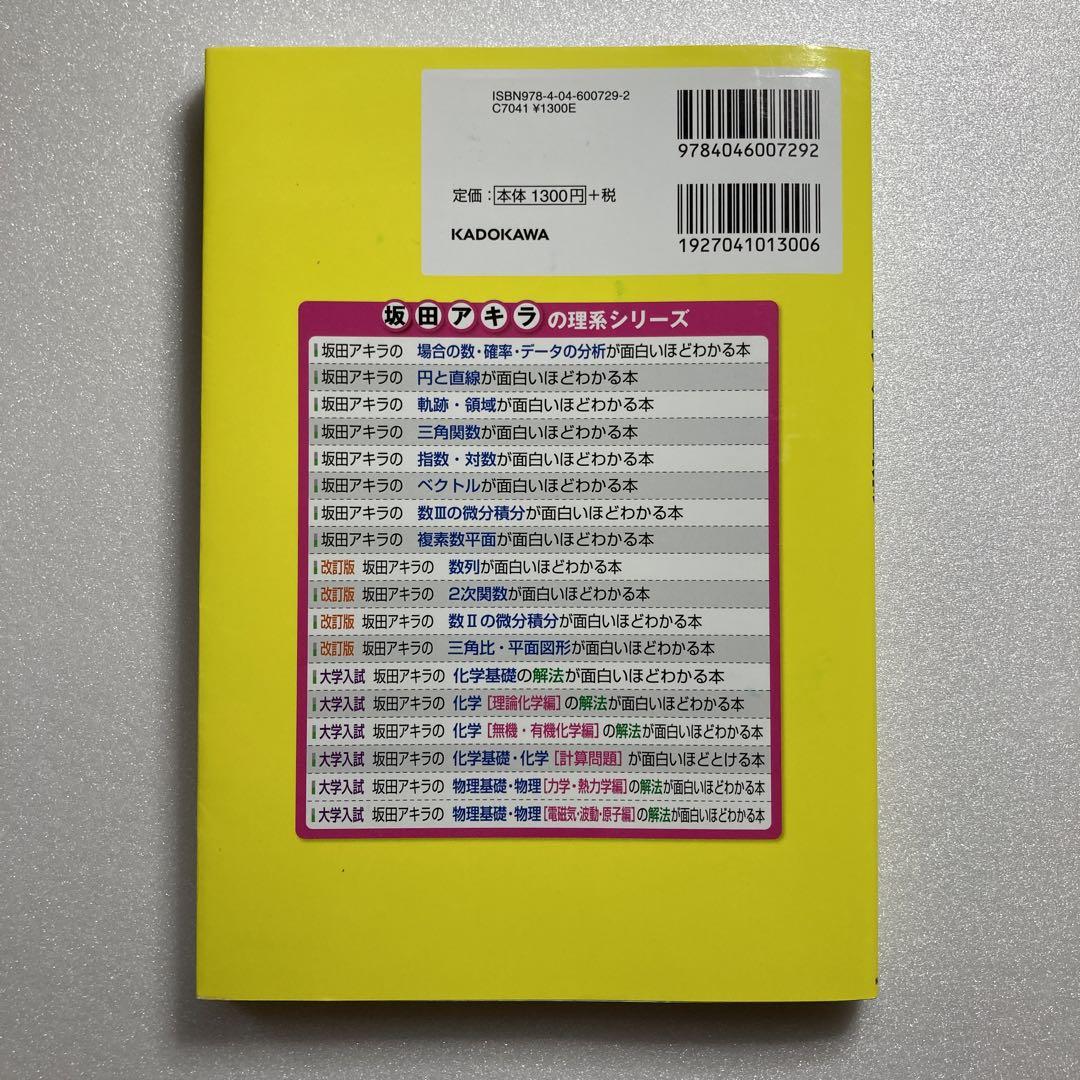 ISBN978-4-04-600729-2
C7041 ¥1300E
9784046007292
定価：本体1300円+税
KADOKAWA
1927041013006
坂田アキラの理系シリーズ
坂田アキラの 場合の数・確率・データの分析が面白いほどわかる本
坂田アキラの 円と直線が面白いほどわかる本
坂田アキラの 軌跡・領域が面白いほどわかる本
坂田アキラの 三角関数が面白いほどわかる本
坂田アキラの 指数・対数が面白いほどわかる本
坂田アキラの ベクトルが面白いほどわかる本
坂田アキラの 数Ⅲの微分積分が面白いほどわかる本
坂田アキラの 複素数平面が面白いほどわかる本
改訂版 坂田アキラの 数列が面白いほどわかる本
改訂版 坂田アキラの 2次関数が面白いほどわかる本
改訂版 坂田アキラの 数Ⅱの微分積分が面白いほどわかる本
改訂版 坂田アキラの 三角比・平面図形が面白いほどわかる本
大学入試 坂田アキラの 化学基礎の解法が面白いほどわかる本
大学入試 坂田アキラの 化学[理論化学編]の解法が面白いほどわかる本
大学入試 坂田アキラの 化学[無機・有機化学編]の解法が面白いほどわかる本
大学入試 坂田アキラの 化学基礎・化学[計算問題]が面白いほどとける本
大学入試 坂田アキラの 物理基礎・物理[力学・熱力学編]の解法が面白いほどわかる本
大学入試 坂田アキラの 物理基礎・物理[電磁気・波動・原子編]の解法が面白いほどわかる本